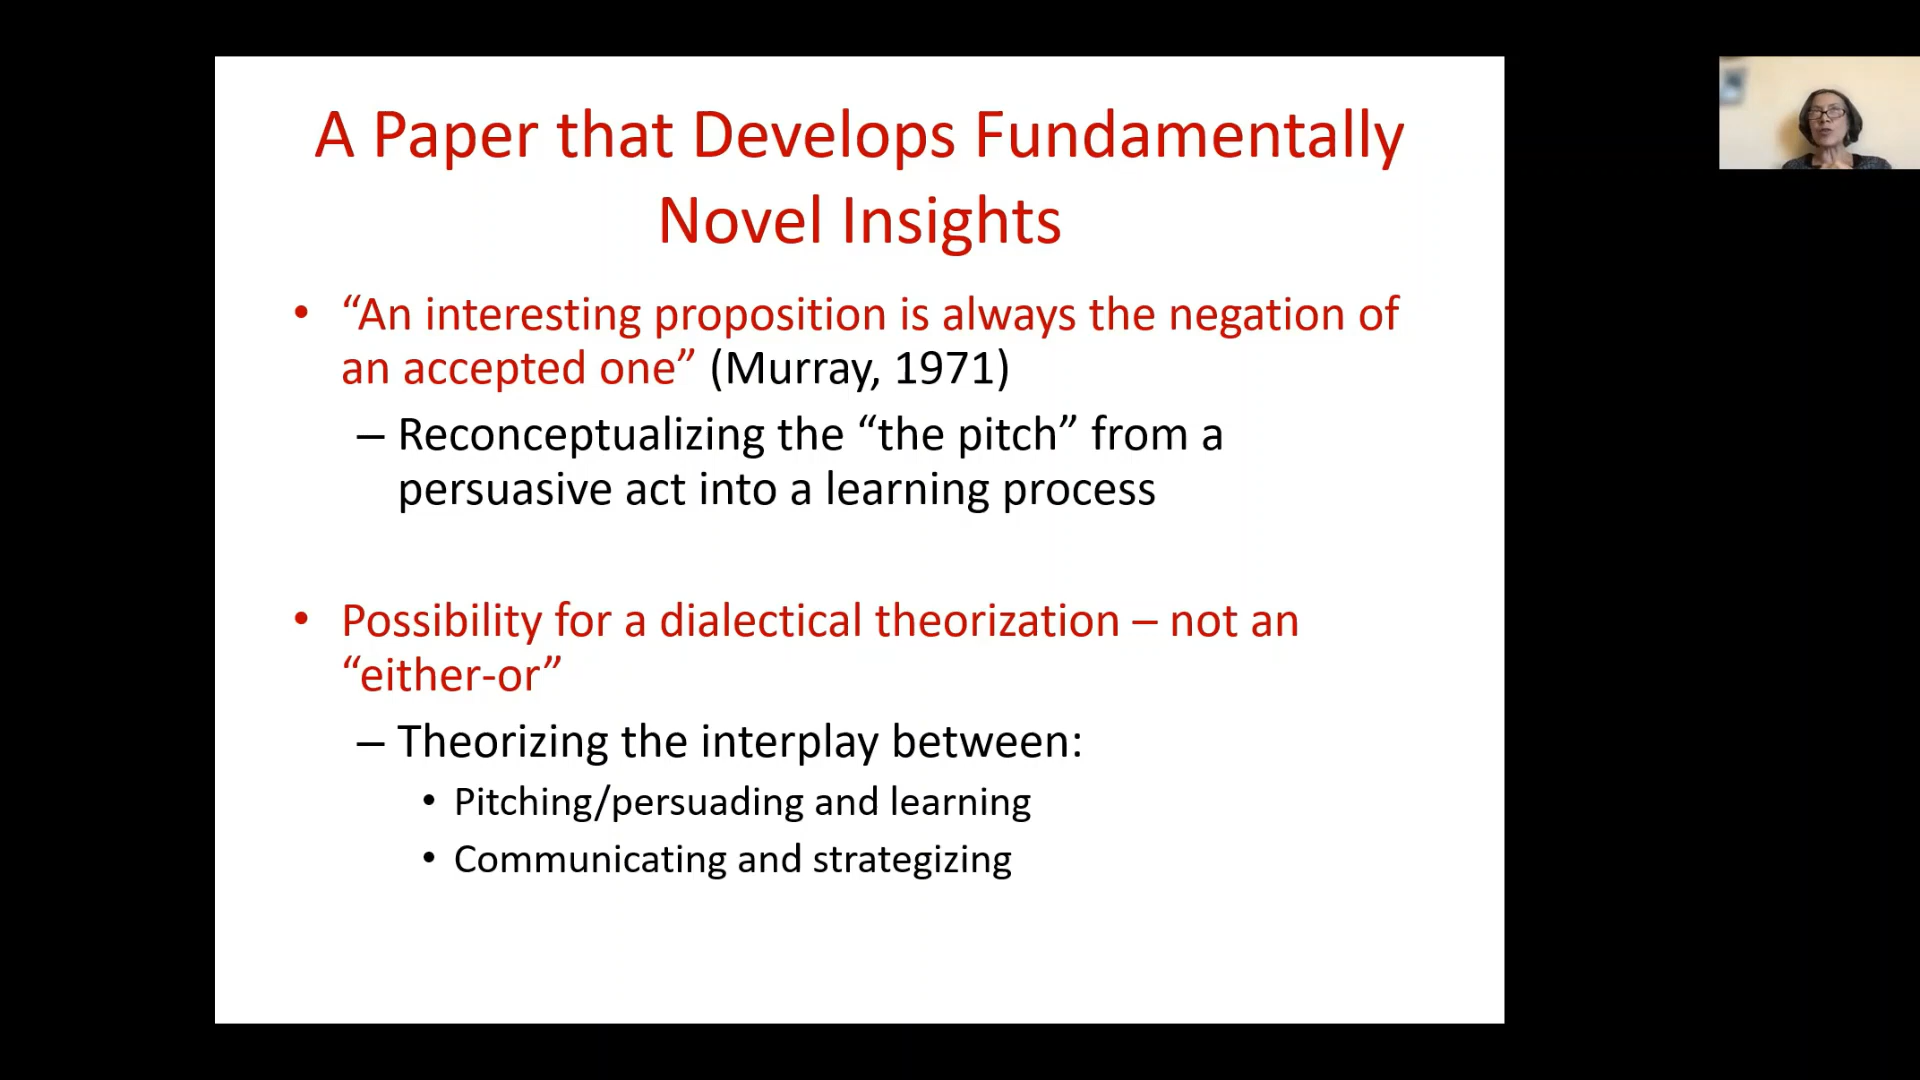 A Paper that Develops Fundamentally
Novel Insights
• “An interesting proposition is always the negation of
an accepted one” (Murray, 1971)
– Reconceptualizing the “the pitch” from a
persuasive act into a learning process
• Possibility for a dialectical theorization – not an
“either-or”
– Theorizing the interplay between:
• Pitching/persuading and learning
• Communicating and strategizing